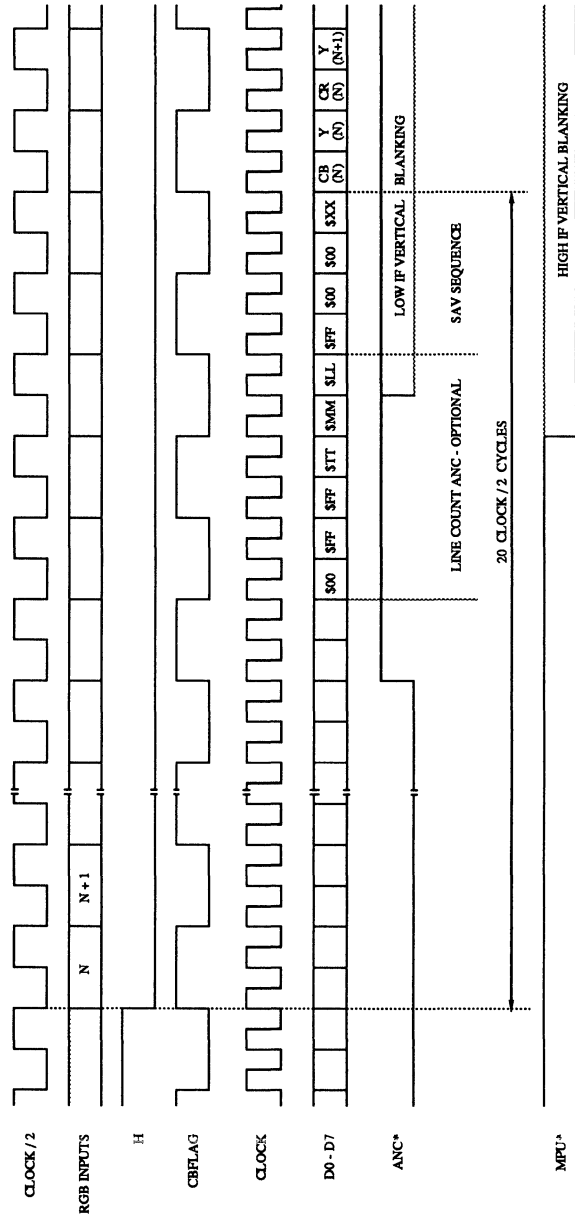 CLOCK / 2
RGB INPUTS
N
N + 1
H
CBFLAG
CLOCK
D0 - D7
$00
$FF
$FF
$TT
$MM
$LL
$FF
$00
$00
$XX
CB (N)
Y (N)
CR (N)
Y (N+1)
ANC*
LOW IF VERTICAL BLANKING
LINE COUNT ANC - OPTIONAL
SAV SEQUENCE
20 CLOCK / 2 CYCLES
MPU*
HIGH IF VERTICAL BLANKING